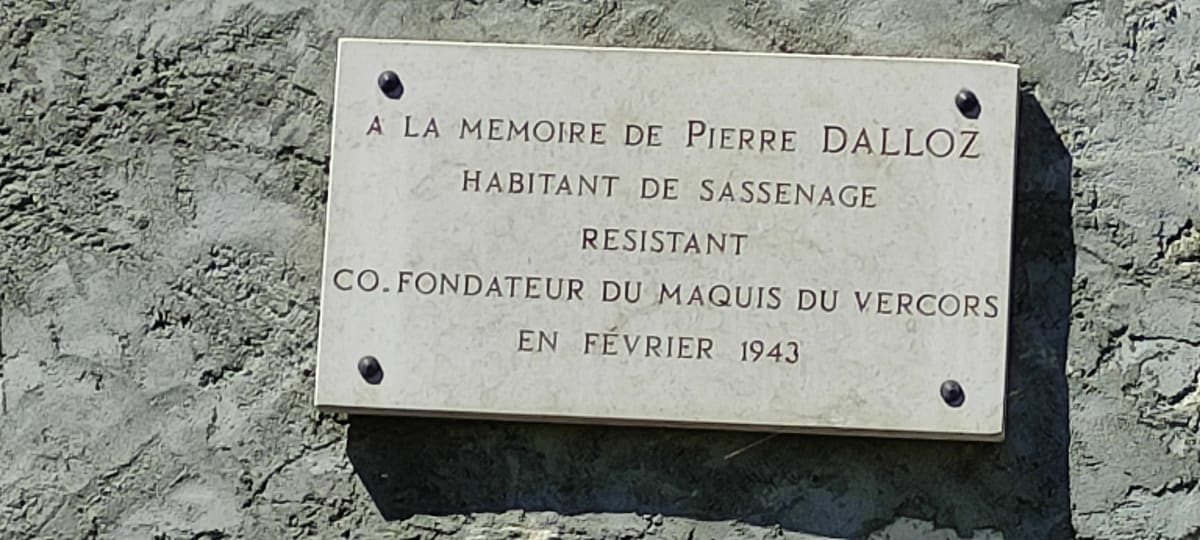 A LA MEMOIRE DE PIERRE DALLOZ
HABITANT DE SASSENAGE
RESISTANT
CO.FONDATEUR DU MAQUIS DU VERCORS
EN FÉVRIER 1943